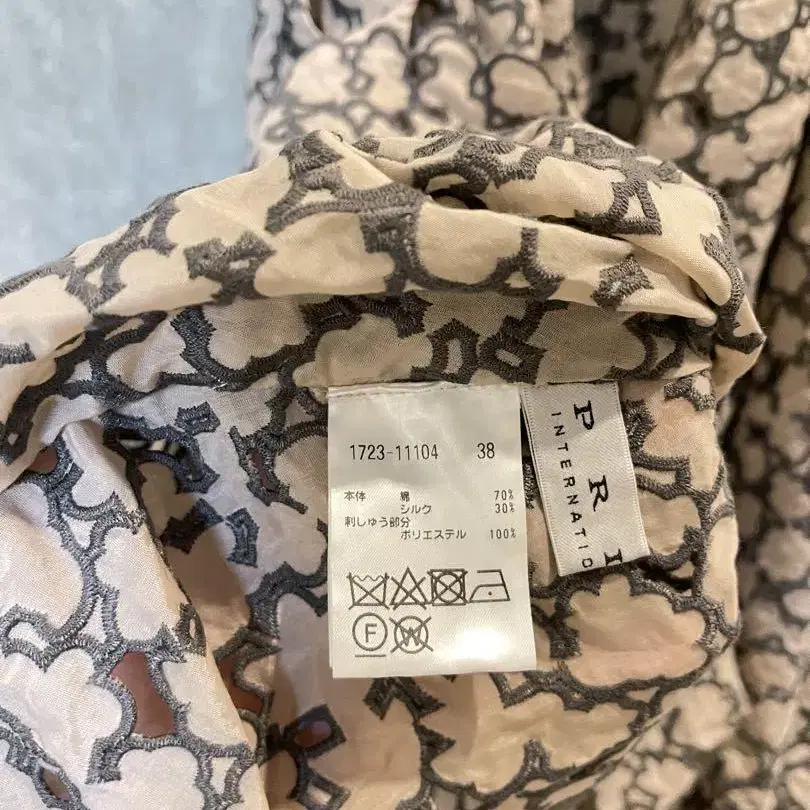 1723-11104 38
本体 綿 70%
シルク 30%
刺しゅう部分
ポリエステル 100%
F
W
P R I
INTERNATIO